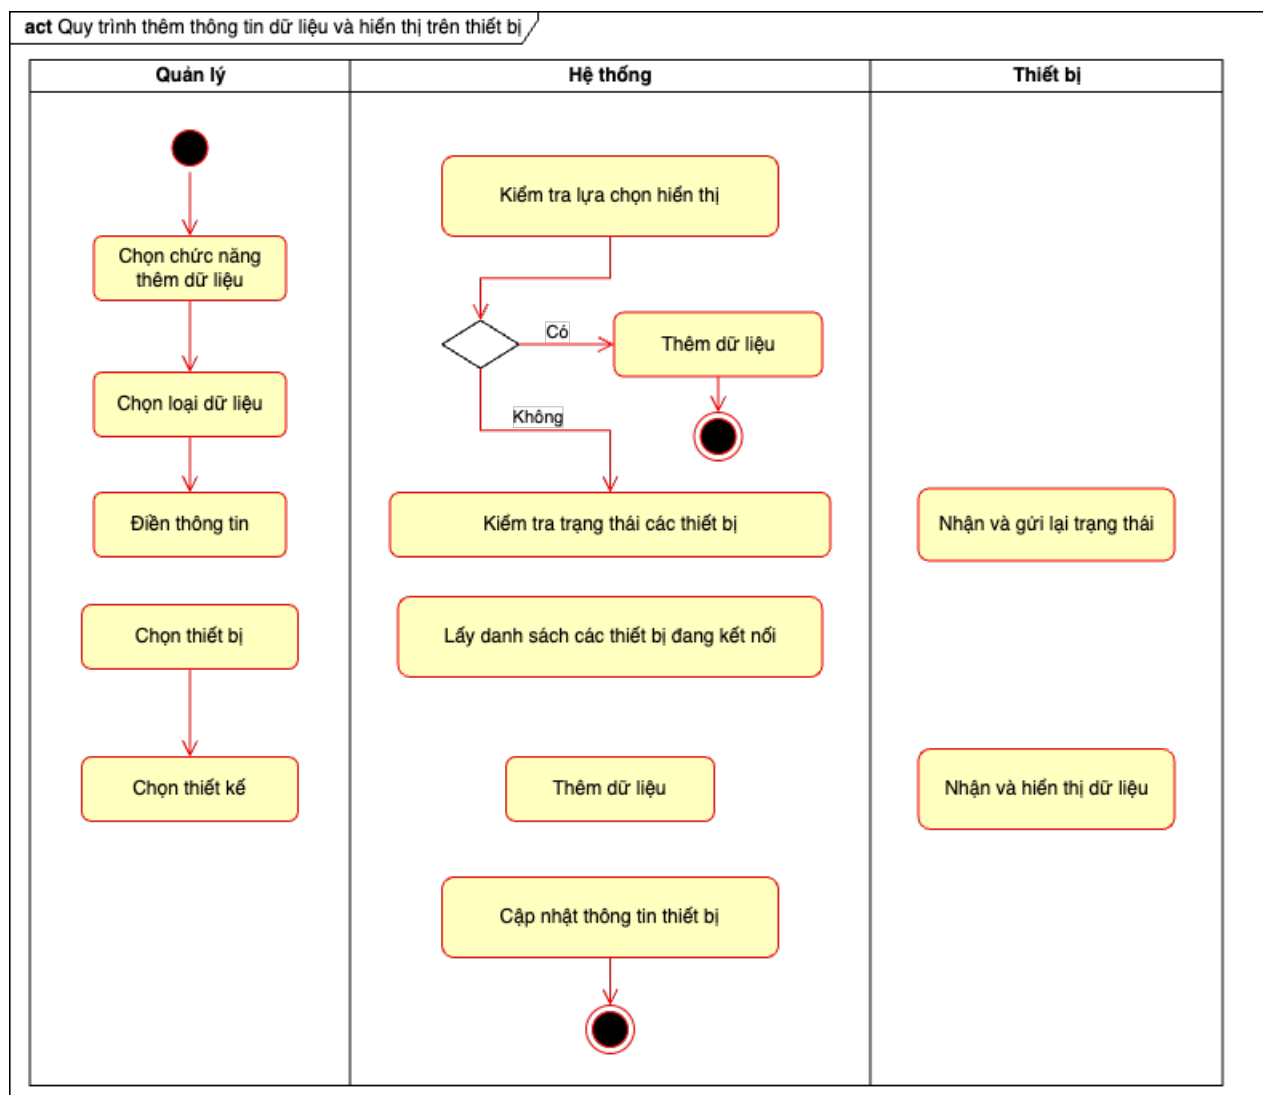 act Quy trình thêm thông tin dữ liệu và hiển thị trên thiết bị
Quản lý
Hệ thống
Thiết bị
Kiểm tra lựa chọn hiển thị
Chọn chức năng
thêm dữ liệu
Có
Thêm dữ liệu
Chọn loại dữ liệu
Không
Điền thông tin
Kiểm tra trạng thái các thiết bị
Nhận và gửi lại trạng thái
Chọn thiết bị
Lấy danh sách các thiết bị đang kết nối
Chọn thiết kế
Thêm dữ liệu
Nhận và hiển thị dữ liệu
Cập nhật thông tin thiết bị